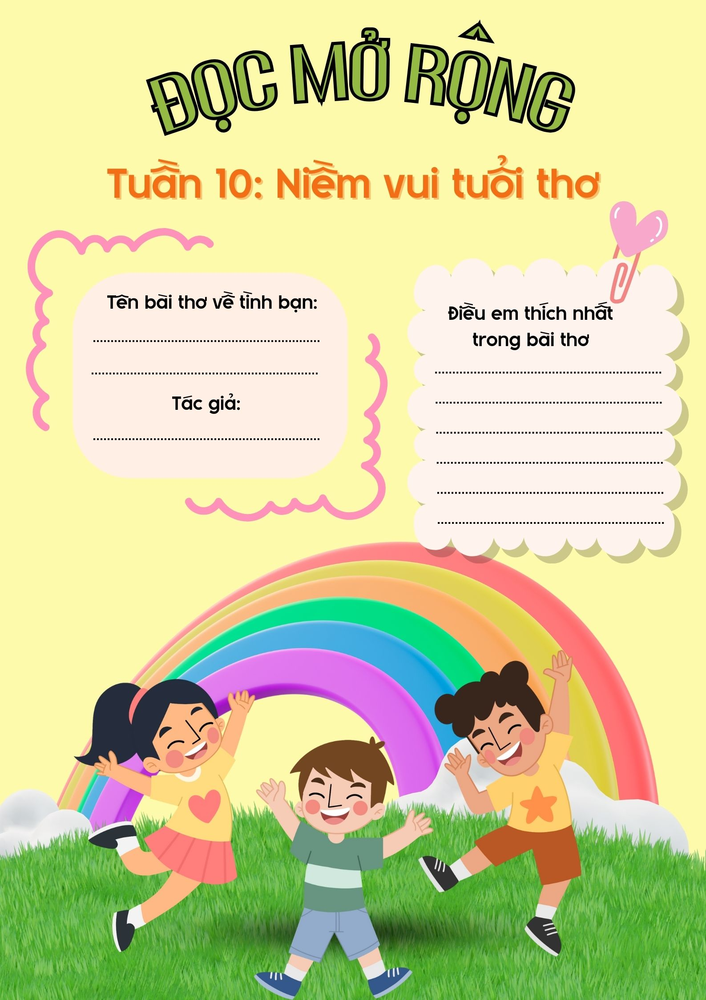 ĐỌC MỞ RỘNG
Tuần 10: Niềm vui tuổi thơ
Tên bài thơ về tình bạn:
Tác giả:
Điều em thích nhất
trong bài thơ